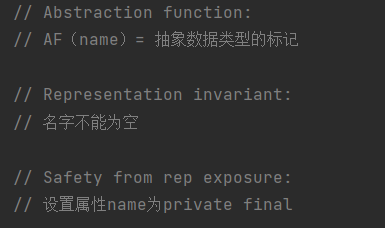 // Abstraction function:
// AF（name）= 抽象数据类型的标记
// Representation invariant:
// 名字不能为空
// Safety from rep exposure:
// 设置属性name为private final